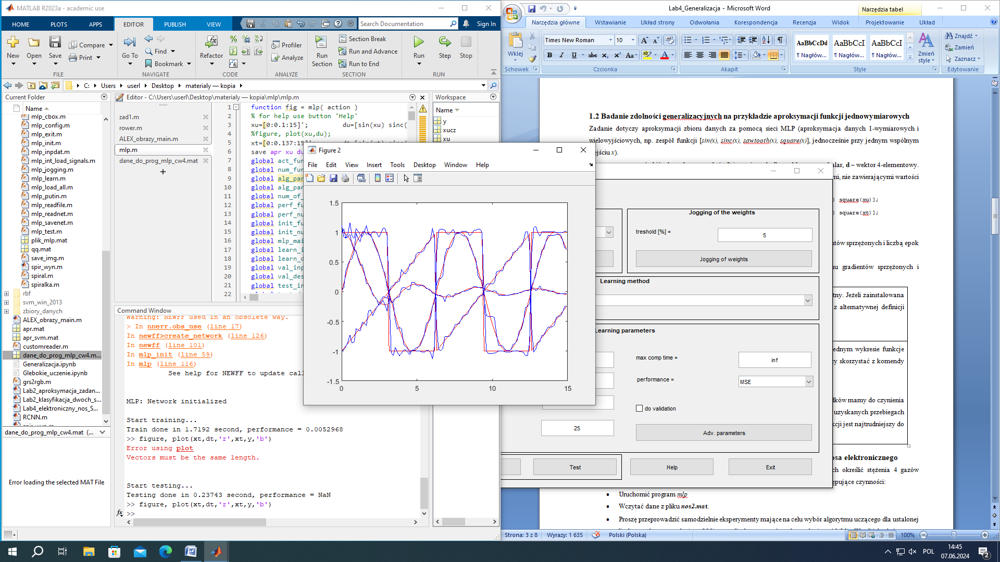 MATLAB R2023a - academic use
HOME
PLOTS
APPS
EDITOR
PUBLISH
VIEW
Search Documentation
Sign In
New
Open
Save
Compare
Print
Go To
Find
Bookmark
Refactor
Profiler
Analyze
Run
Section
Section Break
Run and Advance
Run to End
Run
Step
Stop
FILE
NAVIGATE
CODE
ANALYZE
SECTION
RUN
C:
Users
userl
Desktop
materialy — kopia
Current Folder
Name
mlp_cbox.m
mlp_config.m
mlp_exit.m
mlp_init.m
mlp_inpdat.m
mlp_int_load_signals.m
mlp_jogging.m
mlp_learn.m
mlp_load_all.m
mlp_putin.m
mlp_readfile.m
mlp_readnet.m
mlp_savenet.m
mlp_test.m
plik_mlp.mat
qq.mat
save_img.m
spir_wyn.m
spiral.m
spiralka.m
rbf
svm_win_2013
zbiory_danych
ALEX_obrazy_main.m
apr.mat
apr_svm.mat
customreader.m
dane_do_prog_mlp_cw4.m...
Generalizacja.ipynb
Glebokie_uczenie.ipynb
grs2rgb.m
Lab2_aproksymacja_zadan...
Lab2_klasyfikacja_dwoch_s...
Lab4_elektroniczny_nos_S...
RCNN.m
dane_do_prog_mlp_cw4.mat (...
Error loading the selected MAT File
Editor - C:\Users\userl\Desktop\materialy — kopia\mlp\mlp.m
zad1.m
rower.m
ALEX_obrazy_main.m
mlp.m
dane_do_prog_mlp_cw4.mat
1 function fig = mlp( action )
2 % for help use button 'Help'
3 xu=[0:0.1:15]'; du=[sin(xu) sinc(
4 %figure, plot(xu,du);
5
6 save apr xu du
7 global act_fun
8 global num_fun
9 global alg_par
10 global alg_par
11 global num_of_
12 global perf_fu
13 global perf_nu
14 global init_fu
15 global init_nu
16 global mlp_mai
17 global learn_i
18 global learn_d
19 global val_inp
20 global val_des
21 global test_in
22
Workspace
Name
y
xucz
xu
Command Window
Warning: NEWFF used in an obsolete way.
> In nnerr.obs_use (line 17)
In newff>create_network (line 126)
In newff (line 101)
In mlp_init (line 59)
In mlp (line 116)
See help for NEWFF to update cal
MLP: Network initialized
Start training...
Train done in 1.7192 second, performance = 0.0052968
>> figure, plot(xt,dt,'r',xt,y,'b')
Error using plot
Vectors must be the same length.
Start testing...
Testing done in 0.23743 second, performance = NaN
>> figure, plot(xt,dt,'r',xt,y,'b')
>>
Figure 2
File
Edit
View
Insert
Tools
Desktop
Window
Help
1.5
1
0.5
0
-0.5
-1
-1.5
0
5
10
15
Jogging of the weights
treshold [%] =
5
Jogging of weights
Learning method
Learning parameters
max comp time =
inf
performance =
MSE
do validation
25
Adv. parameters
Test
Help
Exit
Lab4_Generalizacja - Microsoft Word
Narzędzia tabel
Narzędzia główne
Wstawianie
Układ strony
Odwołania
Korespondencja
Recenzja
Widok
Projektowanie
Układ
Wklej
Times New Roman
10
AaBbCcDd
AaBbCcI
AaBbCcI
¶ Nagłów...
¶ Nagłów...
¶ Nagłów...
Zmień
style
Znajdź
Zamień
Zaznacz
Schowek
Czcionka
Akapit
Style
Edytowanie
1.2 Badanie zdolności generalizacyjnych na przykładzie aproksymacji funkcji jednowymiarowych
Zadanie dotyczy aproksymacji zbioru danych za pomocą sieci MLP (aproksymacja danych 1-wymiarowych i
wielowyjściowych, np. zespół funkcji [sin(x), sinc(x), sawtooth(x), square(x)], jednocześnie przy jednym wspólnym
ejściu x).
alar, d – wektor 4-elementowy.
mi, nie zawierającymi wartości
) square(xu)];
) square(xt)];
ntów sprzężonych i liczbą epok
mu gradientów sprzężonych i
tny. Jeżeli zainstalowana
z alternatywnej definicji
ednym wykresie funkcje
y skorzystać z komendy
dków mamy do czynienia
uzyskanych przebiegach
kcji jest najtrudniejszy do
osa elektronicznego
ch określić stężenia 4 gazów
ępujące czynności:
• Uruchomić program mlp
• Wczytać dane z pliku nos2.mat.
• Proszę przeprowadzić samodzielnie eksperymenty mające na celu wybór algorytmu uczącego dla ustalonej
Strona: 3 z 8
Wyrazy: 1 635
Polski (Polska)
100%
POL
14:45
07.06.2024
2